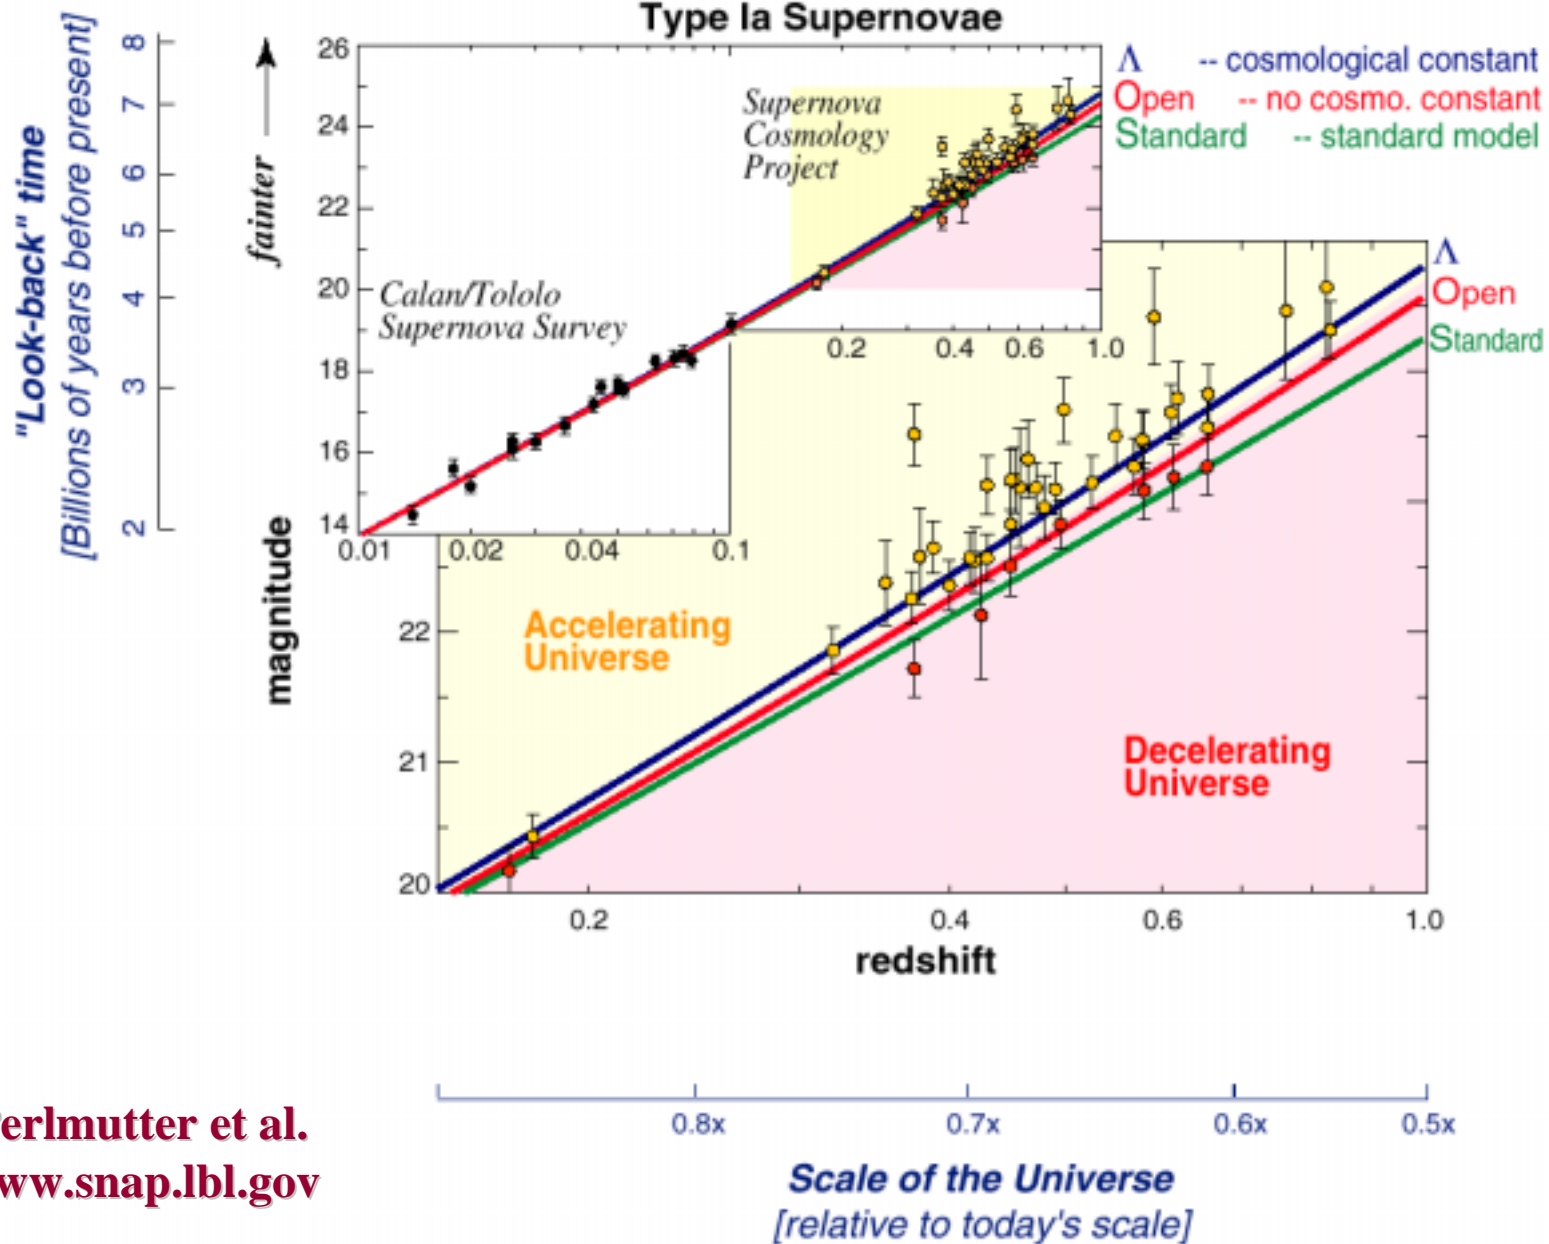 Type Ia Supernovae
Λ -- cosmological constant
Open -- no cosmo. constant
Standard -- standard model
"Look-back" time
[Billions of years before present]
8
7
6
5
4
3
2
fainter
magnitude
26
24
22
20
18
16
14
0.01
0.02
0.04
0.1
Supernova
Cosmology
Project
Calan/Tololo
Supernova Survey
0.2
0.4
0.6
1.0
Λ
Open
Standard
22
21
20
Accelerating
Universe
Decelerating
Universe
0.2
0.4
0.6
1.0
redshift
0.8x
0.7x
0.6x
0.5x
Scale of the Universe
[relative to today's scale]
erlmutter et al.
ww.snap.lbl.gov